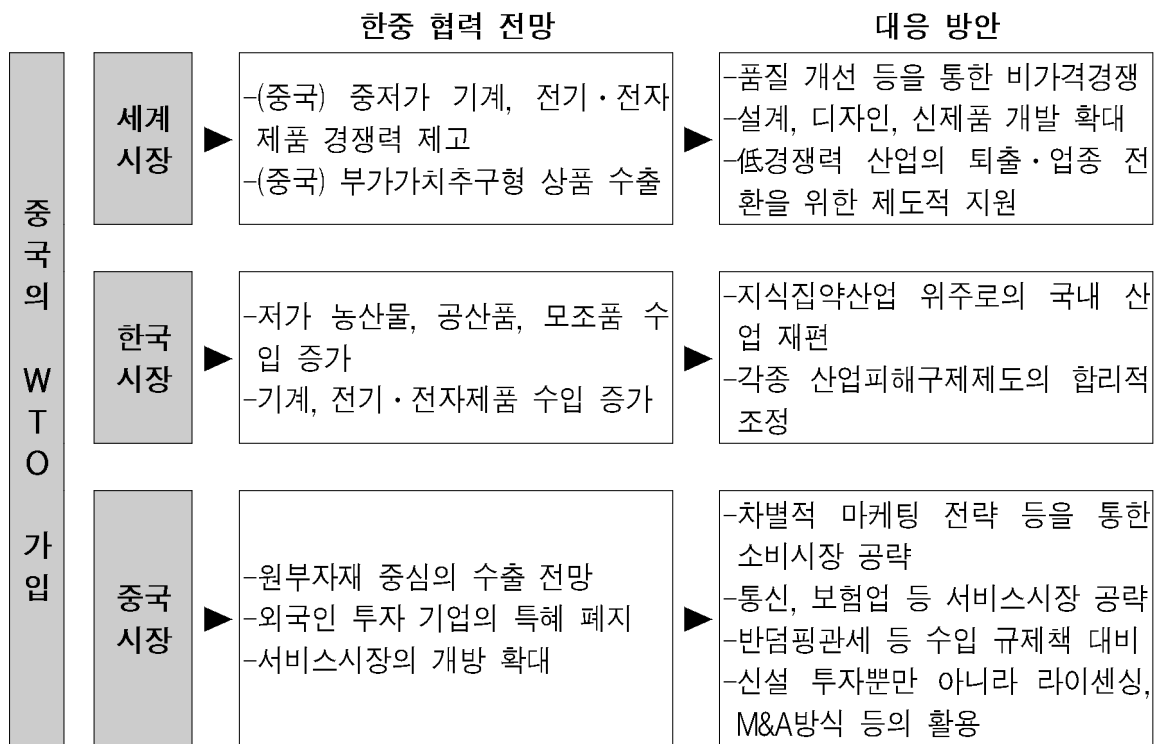 한중 협력 전망
대응 방안
중국의 WTO 가입
세계
시장
-(중국) 중저가 기계, 전기·전자
제품 경쟁력 제고
-(중국) 부가가치추구형 상품 수출
-품질 개선 등을 통한 비가격경쟁
-설계, 디자인, 신제품 개발 확대
-低경쟁력 산업의 퇴출·업종 전
환을 위한 제도적 지원
한국
시장
-저가 농산물, 공산품, 모조품 수
입 증가
-기계, 전기·전자제품 수입 증가
-지식집약산업 위주로의 국내 산
업 재편
-각종 산업피해구제제도의 합리적
조정
중국
시장
-원부자재 중심의 수출 전망
-외국인 투자 기업의 특혜 폐지
-서비스시장의 개방 확대
-차별적 마케팅 전략 등을 통한
소비시장 공략
-통신, 보험업 등 서비스시장 공략
-반덤핑관세 등 수입 규제책 대비
-신설 투자뿐만 아니라 라이센싱,
M&A방식 등의 활용